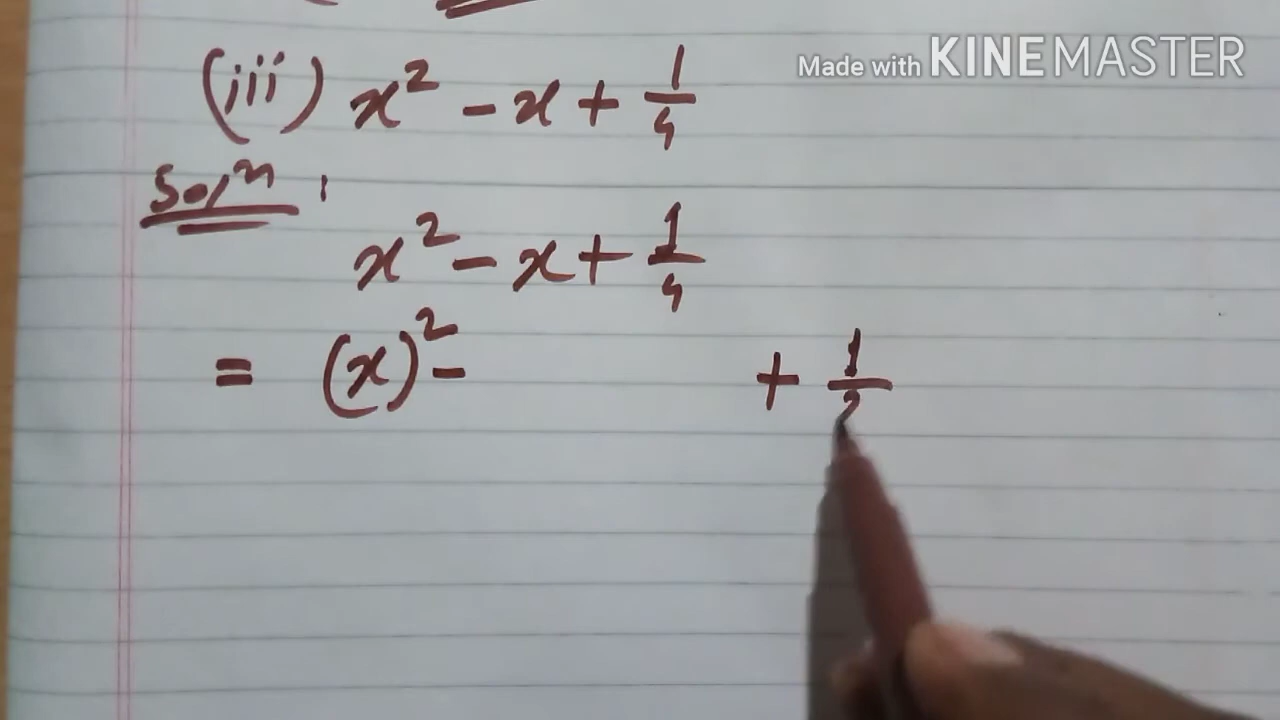 Made with KINEMASTER
(iii) x² - x + 1/4
Solⁿ :
x² - x + 1/4
= (x)² - + 1/2